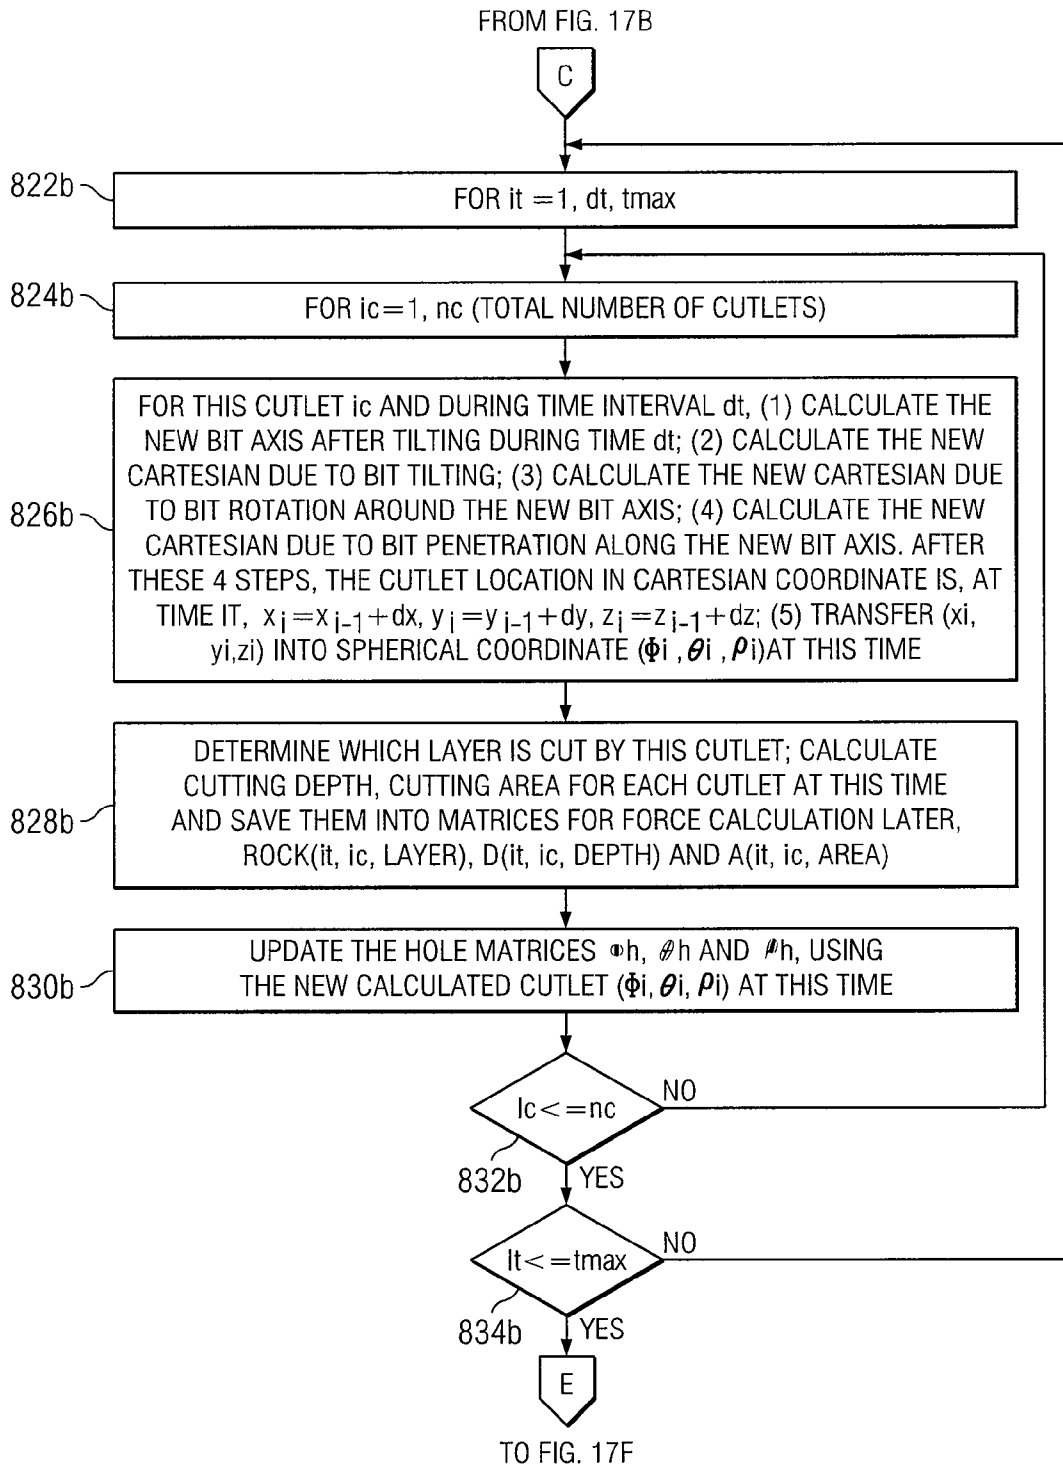 FROM FIG. 17B
C
822b
FOR it =1, dt, tmax
824b
FOR ic=1, nc (TOTAL NUMBER OF CUTLETS)
826b
FOR THIS CUTLET ic AND DURING TIME INTERVAL dt, (1) CALCULATE THE
NEW BIT AXIS AFTER TILTING DURING TIME dt; (2) CALCULATE THE NEW
CARTESIAN DUE TO BIT TILTING; (3) CALCULATE THE NEW CARTESIAN DUE
TO BIT ROTATION AROUND THE NEW BIT AXIS; (4) CALCULATE THE NEW
CARTESIAN DUE TO BIT PENETRATION ALONG THE NEW BIT AXIS. AFTER
THESE 4 STEPS, THE CUTLET LOCATION IN CARTESIAN COORDINATE IS, AT
TIME IT, x_i=x_{i-1}+dx, y_i=y_{i-1}+dy, z_i=z_{i-1}+dz; (5) TRANSFER (xi,
yi,zi) INTO SPHERICAL COORDINATE (Φi ,θi ,ρi)AT THIS TIME
828b
DETERMINE WHICH LAYER IS CUT BY THIS CUTLET; CALCULATE
CUTTING DEPTH, CUTTING AREA FOR EACH CUTLET AT THIS TIME
AND SAVE THEM INTO MATRICES FOR FORCE CALCULATION LATER,
ROCK(it, ic, LAYER), D(it, ic, DEPTH) AND A(it, ic, AREA)
830b
UPDATE THE HOLE MATRICES h, θh AND h, USING
THE NEW CALCULATED CUTLET (Φi, θi, ρi) AT THIS TIME
Ic<=nc
NO
832b
YES
It<=tmax
NO
834b
YES
E
TO FIG. 17F